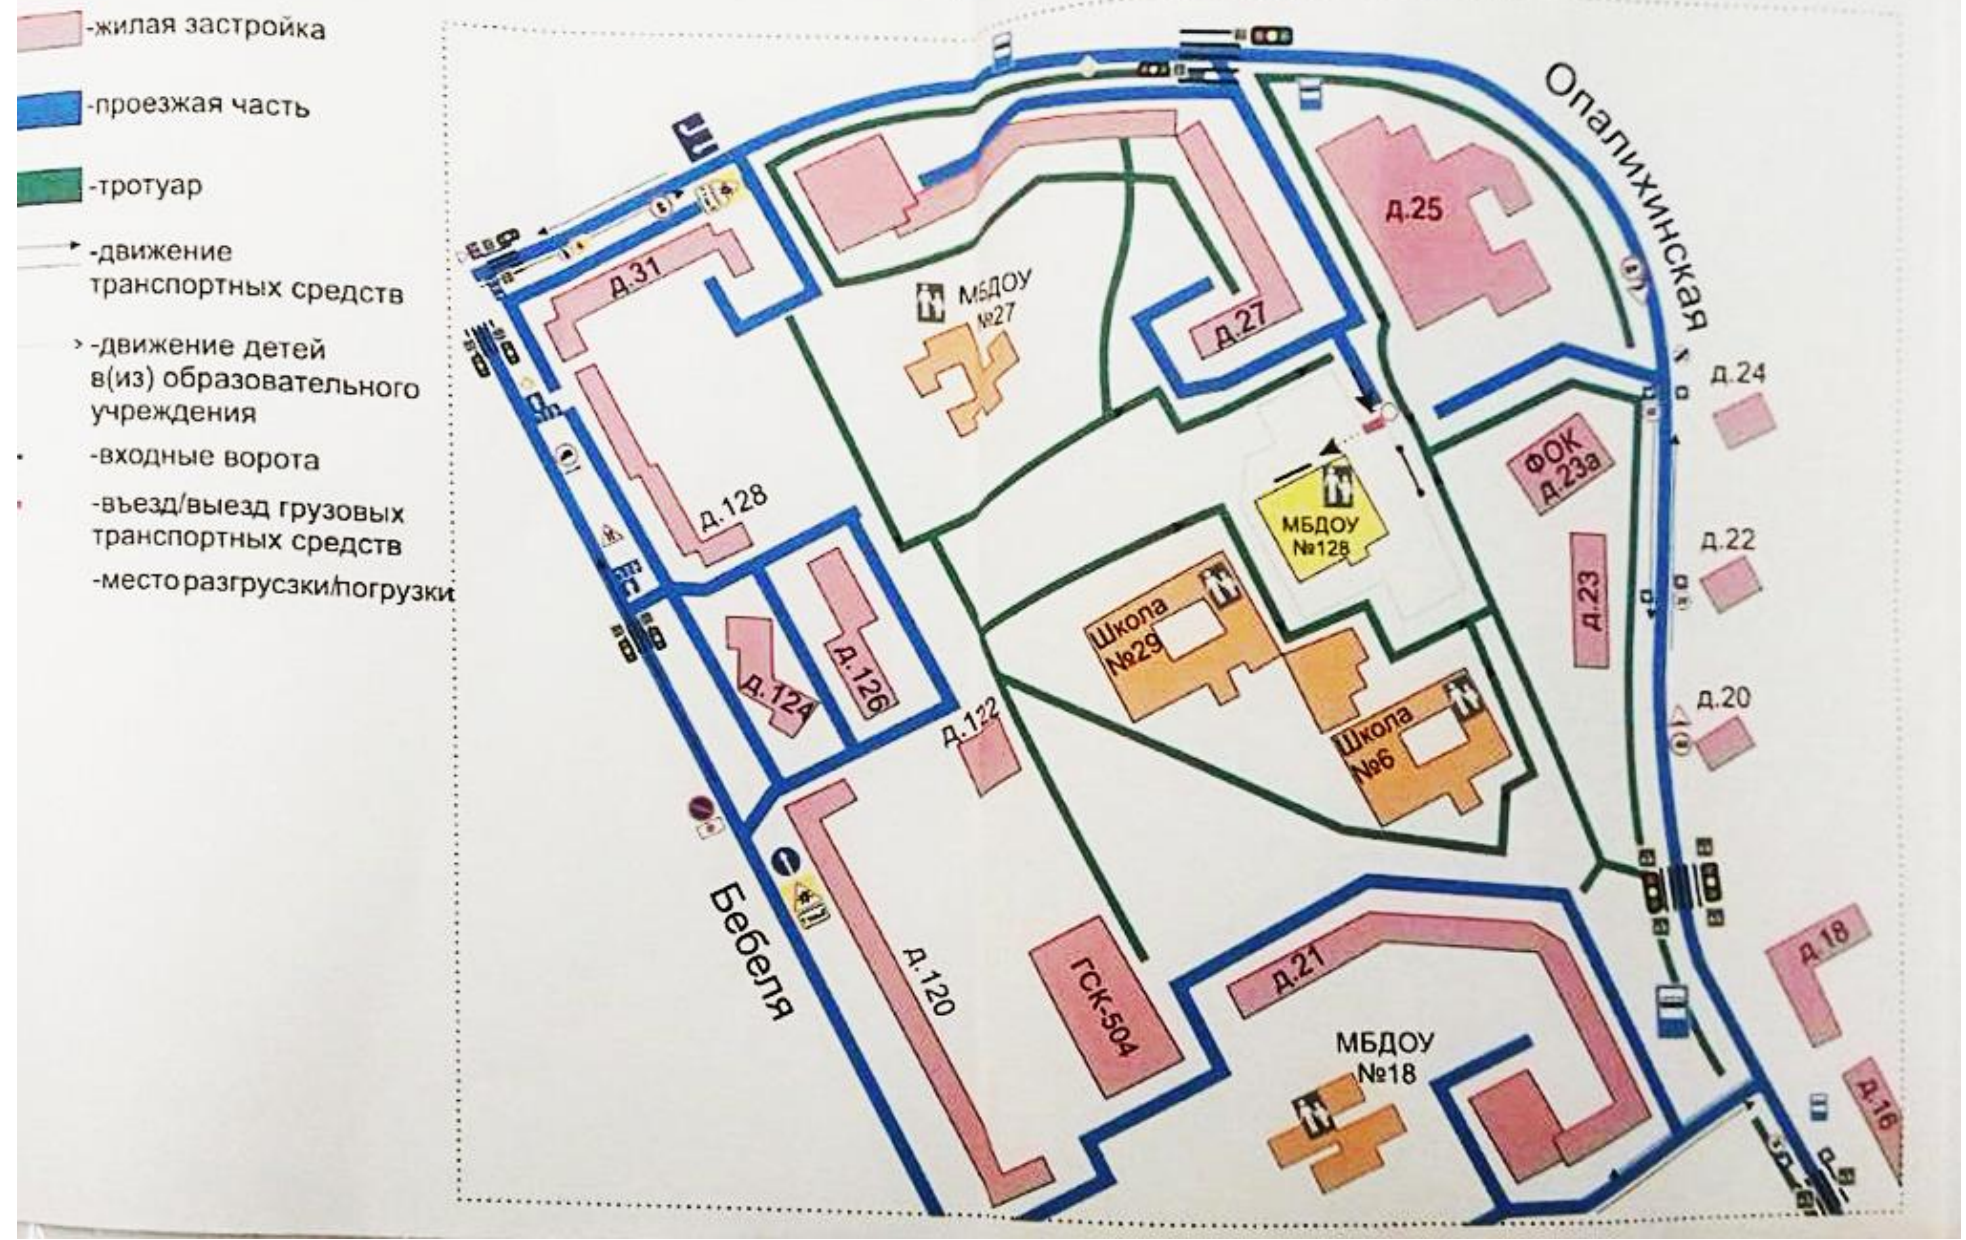 -жилая застройка
-проезжая часть
-тротуар
-движение
транспортных средств
-движение детей
в(из) образовательного
учреждения
-входные ворота
-въезд/выезд грузовых
транспортных средств
-место разгрусзки/погрузки
Опалихинская
д.25
д.31
МБДОУ
№27
д.27
д.24
ФОК
д.23а
д.128
МБДОУ
№128
д.22
д.23
Школа
№29
д.124
д.126
д.122
д.20
Школа
№6
Бебеля
д.120
ГСК-504
д.21
д.18
МБДОУ
№18
д.16